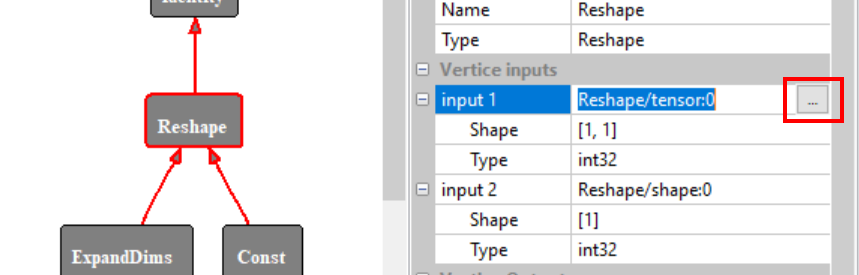 Identity
Reshape
ExpandDims Const
Name Reshape
Type Reshape
Vertice inputs
input 1 Reshape/tensor:0 ...
Shape [1, 1]
Type int32
input 2 Reshape/shape:0
Shape [1]
Type int32